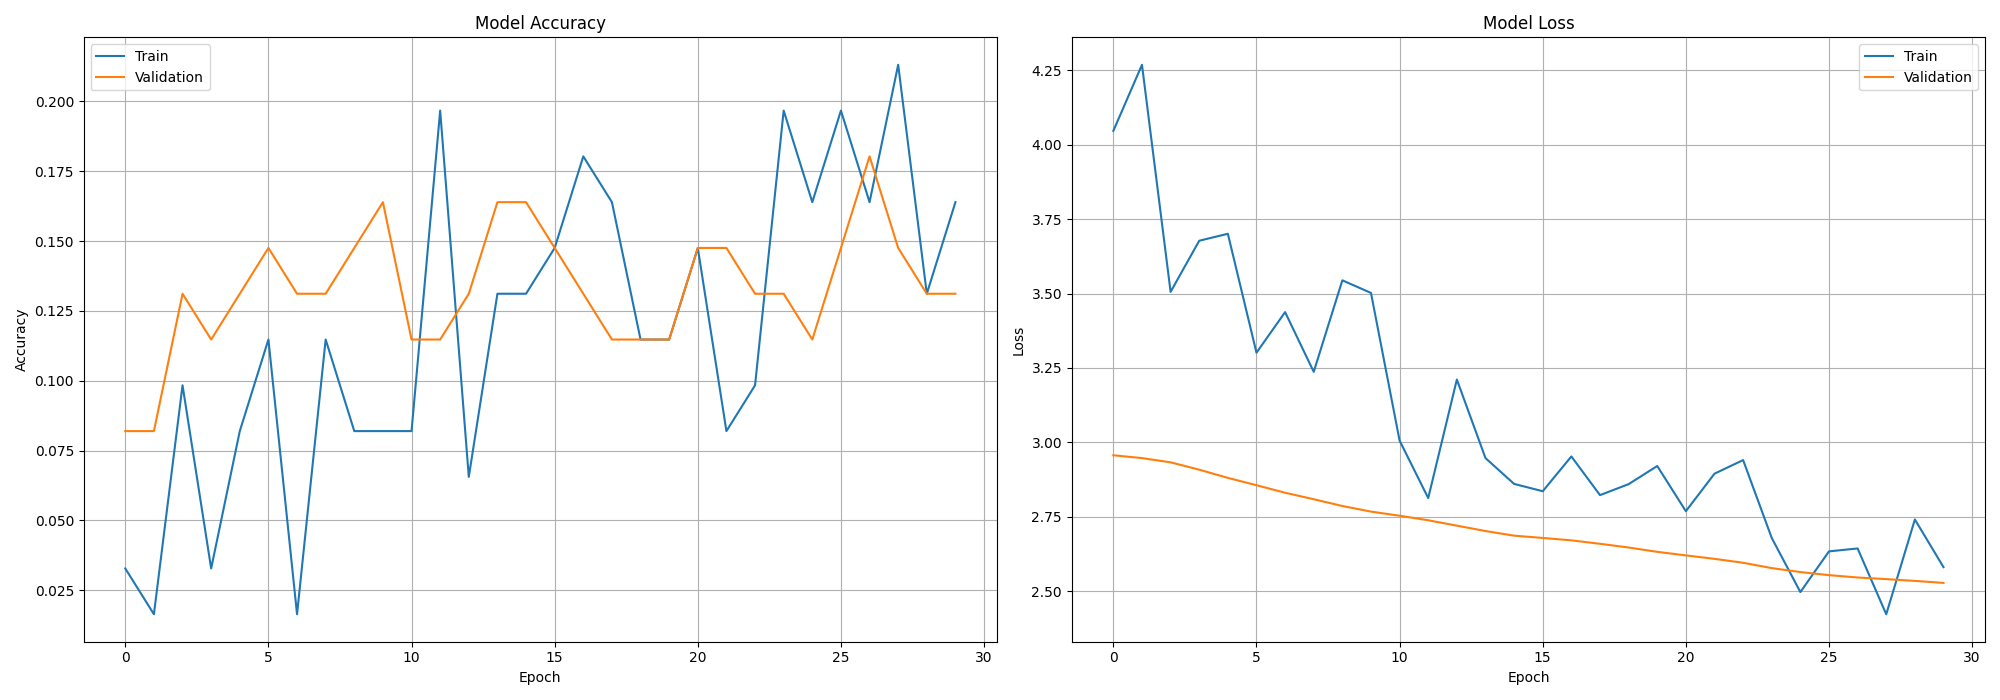 Model Accuracy
Train
Validation
0.200
0.175
0.150
0.125
0.100
0.075
0.050
0.025
Accuracy
0 5 10 15 20 25 30
Epoch
Model Loss
Train
Validation
4.25
4.00
3.75
3.50
3.25
3.00
2.75
2.50
Loss
0 5 10 15 20 25 30
Epoch